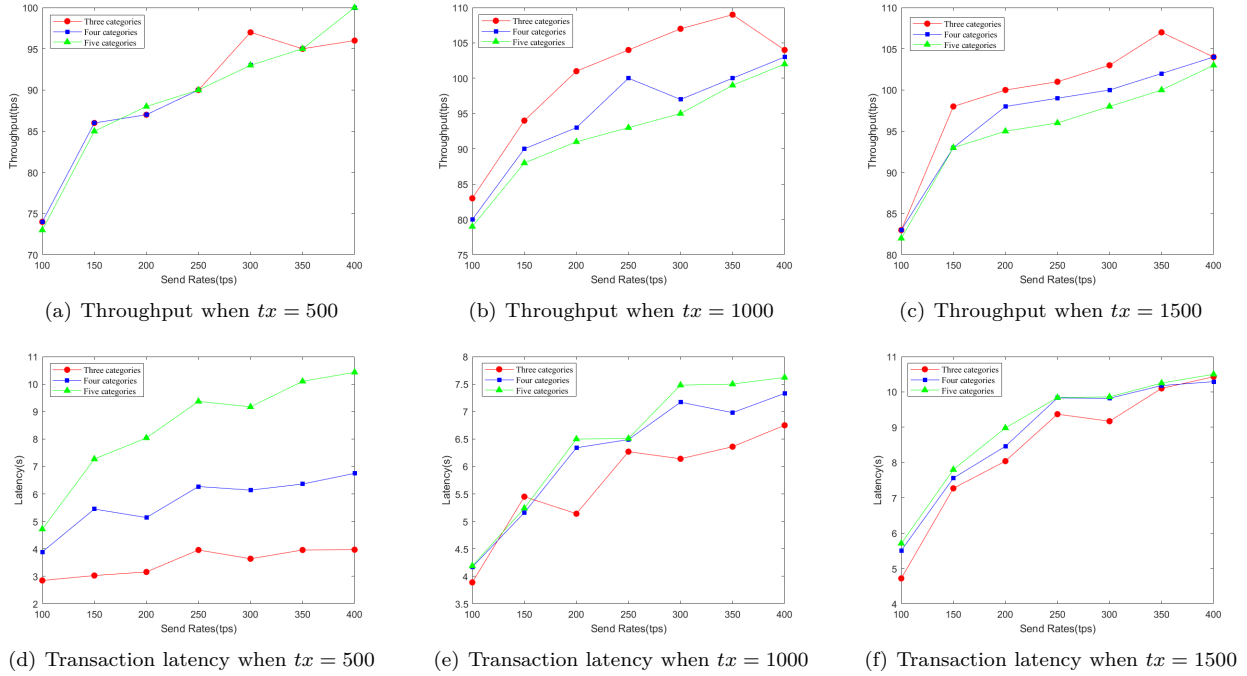 110
105
100
95
90
85
80
75
70
Throughput(tps)
Three categories
Four categories
Five categories
100 150 200 250 300 350 400
Send Rates(tps)
(a) Throughput when tx = 500
110
105
100
95
90
85
80
75
Throughput(tps)
Three categories
Four categories
Five categories
100 150 200 250 300 350 400
Send Rates(tps)
(b) Throughput when tx = 1000
110
105
100
95
90
85
80
Throughput(tps)
Three categories
Four categories
Five categories
100 150 200 250 300 350 400
Send Rates(tps)
(c) Throughput when tx = 1500
11
10
9
8
7
6
5
4
3
2
Latency(s)
Three categories
Four categories
Five categories
100 150 200 250 300 350 400
Send Rates(tps)
(d) Transaction latency when tx = 500
8
7.5
7
6.5
6
5.5
5
4.5
4
3.5
Latency(s)
Three categories
Four categories
Five categories
100 150 200 250 300 350 400
Send Rates(tps)
(e) Transaction latency when tx = 1000
11
10
9
8
7
6
5
4
Latency(s)
Three categories
Four categories
Five categories
100 150 200 250 300 350 400
Send Rates(tps)
(f) Transaction latency when tx = 1500